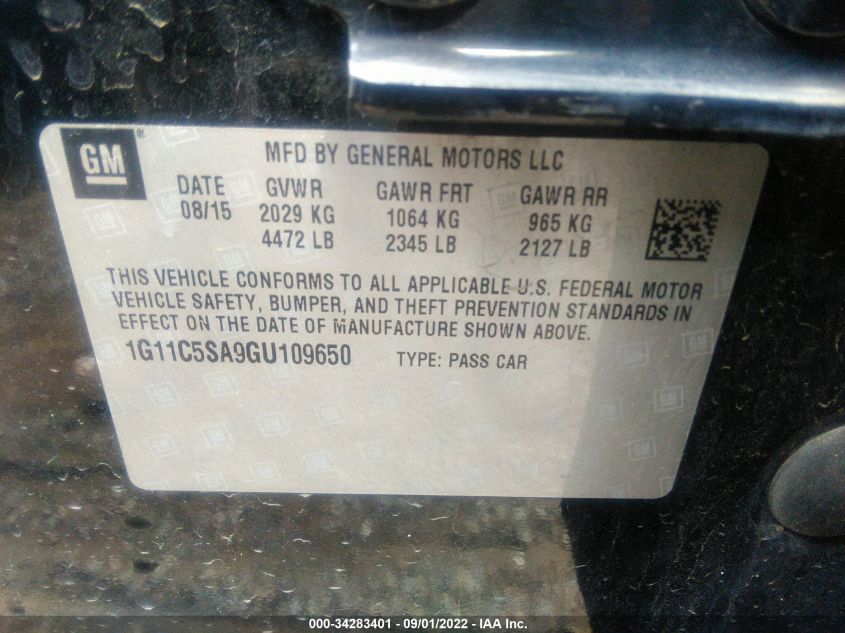 GM ®
MFD BY GENERAL MOTORS LLC
DATE GVWR GAWR FRT GAWR RR
08/15 2029 KG 1064 KG 965 KG
4472 LB 2345 LB 2127 LB
THIS VEHICLE CONFORMS TO ALL APPLICABLE U.S. FEDERAL MOTOR
VEHICLE SAFETY, BUMPER, AND THEFT PREVENTION STANDARDS IN
EFFECT ON THE DATE OF MANUFACTURE SHOWN ABOVE.
1G11C5SA9GU109650 TYPE: PASS CAR
000-34283401 - 09/01/2022 - IAA Inc.